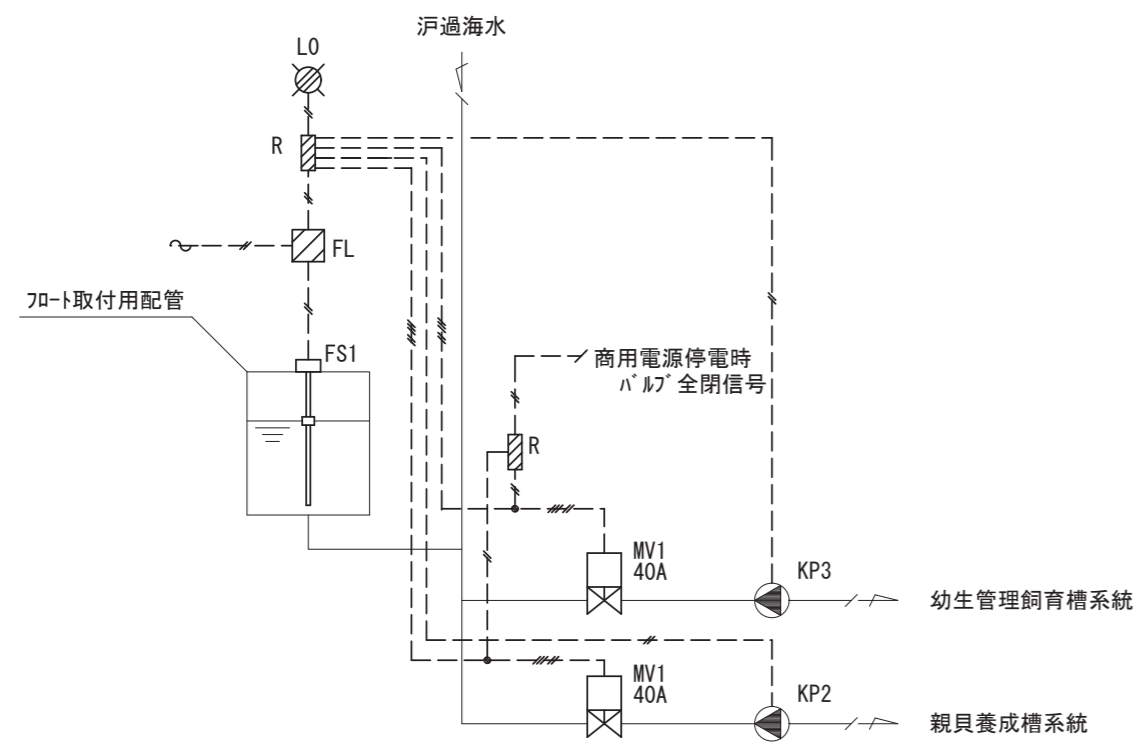 沪過海水
LO
R
FL
ﾌﾛｰﾄ取付用配管
FS1
商用電源停電時
ﾊﾞﾙﾌﾞ全閉信号
R
MV1
40A
KP3
幼生管理飼育槽系統
MV1
40A
KP2
親貝養成槽系統